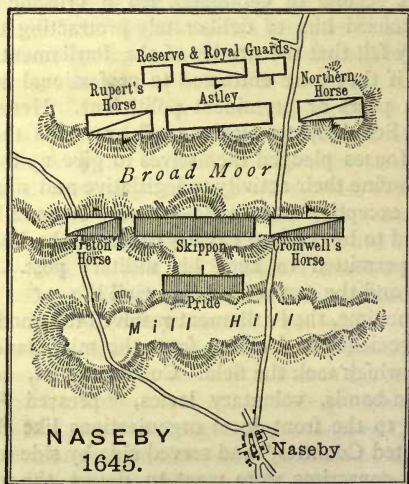 Reserve & Royal Guards
Rupert's
Horse
Astley
Northern
Horse
Broad Moor
Ireton's
Horse
Skippon
Cromwell's
Horse
Pride
Mill Hill
NASEBY
1645.
Naseby